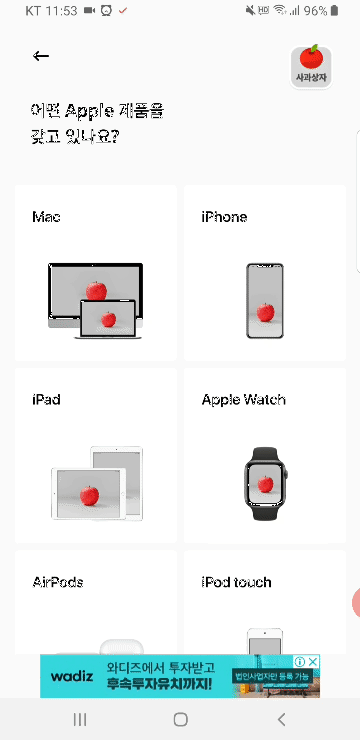 KT 11:53
96%
사과상자
어떤 Apple 제품을
갖고 있나요?
Mac
iPhone
iPad
Apple Watch
AirPods
iPod touch
wadiz
와디즈에서 투자받고
후속투자유치까지!
법인사업자만 등록 가능